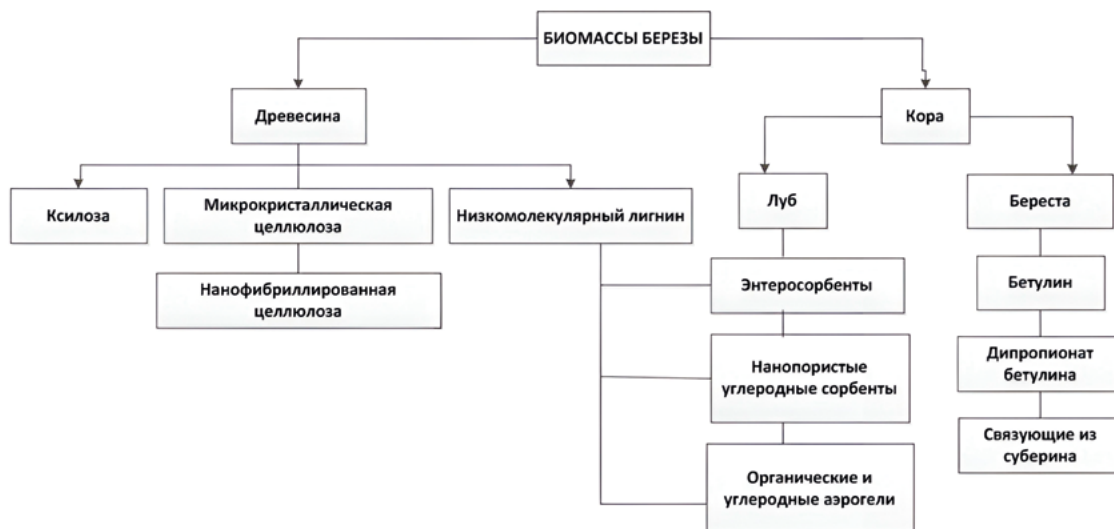 БИОМАССЫ БЕРЕЗЫ
Древесина
Кора
Ксилоза
Микрокристаллическая
целлюлоза
Низкомолекулярный лигнин
Луб
Береста
Нанофибриллированная
целлюлоза
Энтеросорбенты
Бетулин
Нанопористые
углеродные сорбенты
Дипропионат
бетулина
Органические и
углеродные аэрогели
Связующие из
суберина